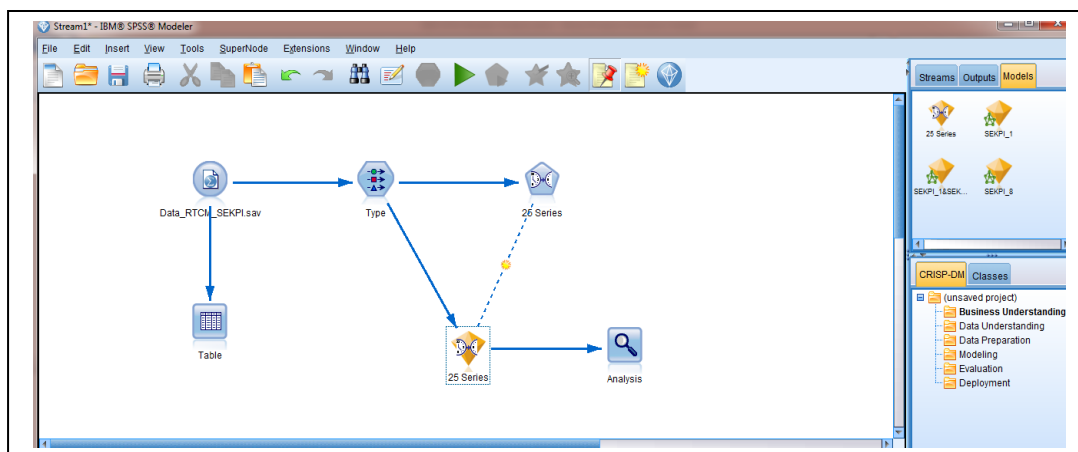 Stream1* - IBM® SPSS® Modeler
File Edit Insert View Tools SuperNode Extensions Window Help
Streams Outputs Models
25 Series SEKPI_1
SEKPI_1&SEK... SEKPI_8
Data_RTCM_SEKPI.sav Type 25 Series
Table
25 Series Analysis
CRISP-DM Classes
(unsaved project)
Business Understanding
Data Understanding
Data Preparation
Modeling
Evaluation
Deployment